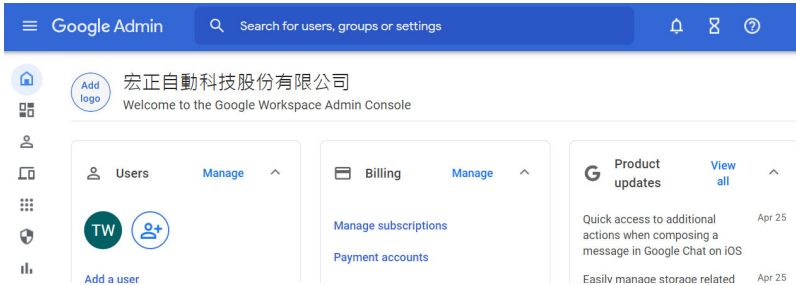 Google Admin
Search for users, groups or settings
Add
logo
宏正自動科技股份有限公司
Welcome to the Google Workspace Admin Console
Users
Manage
TW
Add a user
Billing
Manage
Manage subscriptions
Payment accounts
G
Product
updates
View
all
Quick access to additional
actions when composing a
message in Google Chat on iOS
Apr 25
Easily manage storage related
Apr 25